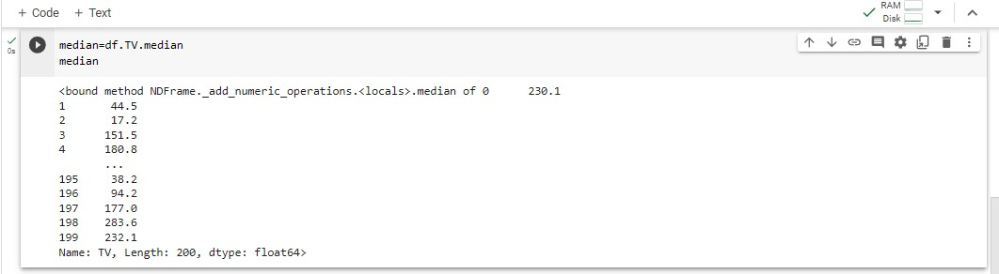 + Code + Text
RAM
Disk
0s
median=df.TV.median
median
<bound method NDFrame._add_numeric_operations.<locals>.median of 0      230.1
1       44.5
2       17.2
3      151.5
4      180.8
...
195     38.2
196     94.2
197    177.0
198    283.6
199    232.1
Name: TV, Length: 200, dtype: float64>